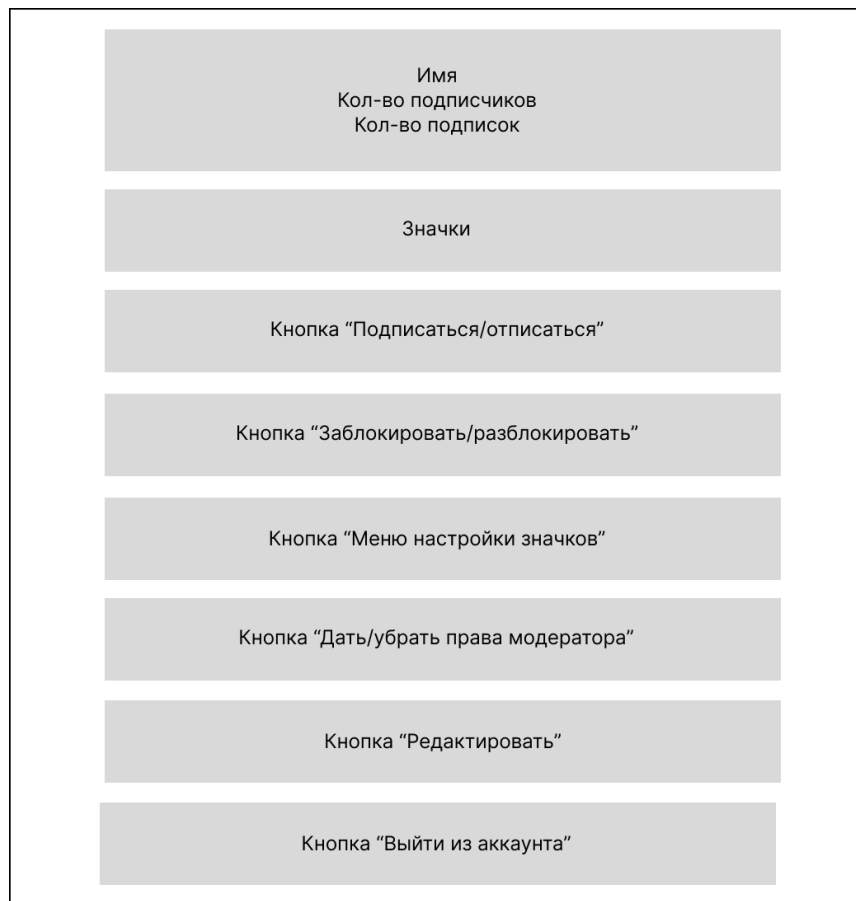 Имя
Кол-во подписчиков
Кол-во подписок
Значки
Кнопка “Подписаться/отписаться”
Кнопка “Заблокировать/разблокировать”
Кнопка “Меню настройки значков”
Кнопка “Дать/убрать права модератора”
Кнопка “Редактировать”
Кнопка “Выйти из аккаунта”